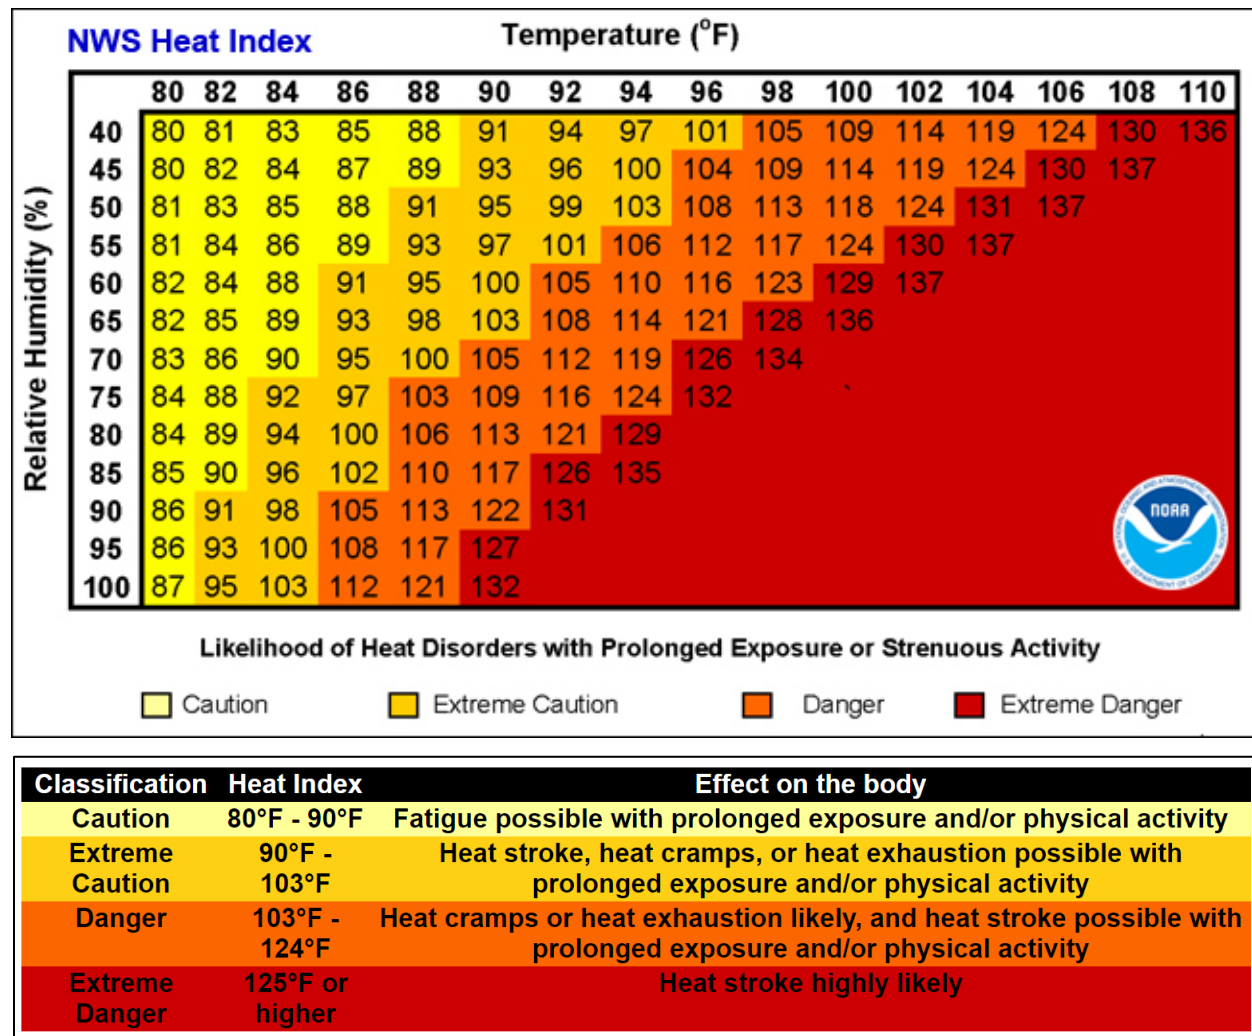 NWS Heat Index
Temperature (°F)
80 82 84 86 88 90 92 94 96 98 100 102 104 106 108 110
Relative Humidity (%)
40 80 81 83 85 88 91 94 97 101 105 109 114 119 124 130 136
45 80 82 84 87 89 93 96 100 104 109 114 119 124 130 137
50 81 83 85 88 91 95 99 103 108 113 118 124 131 137
55 81 84 86 89 93 97 101 106 112 117 124 130 137
60 82 84 88 91 95 100 105 110 116 123 129 137
65 82 85 89 93 98 103 108 114 121 128 136
70 83 86 90 95 100 105 112 119 126 134
75 84 88 92 97 103 109 116 124 132
80 84 89 94 100 106 113 121 129
85 85 90 96 102 110 117 126 135
90 86 91 98 105 113 122 131
95 86 93 100 108 117 127
100 87 95 103 112 121 132
NATIONAL OCEANIC AND ATMOSPHERIC ADMINISTRATION
NOAA
U.S. DEPARTMENT OF COMMERCE
Likelihood of Heat Disorders with Prolonged Exposure or Strenuous Activity
Caution Extreme Caution Danger Extreme Danger
Classification Heat Index Effect on the body
Caution 80°F - 90°F Fatigue possible with prolonged exposure and/or physical activity
Extreme 90°F - Heat stroke, heat cramps, or heat exhaustion possible with
Caution 103°F prolonged exposure and/or physical activity
Danger 103°F - Heat cramps or heat exhaustion likely, and heat stroke possible with
124°F prolonged exposure and/or physical activity
Extreme 125°F or Heat stroke highly likely
Danger higher